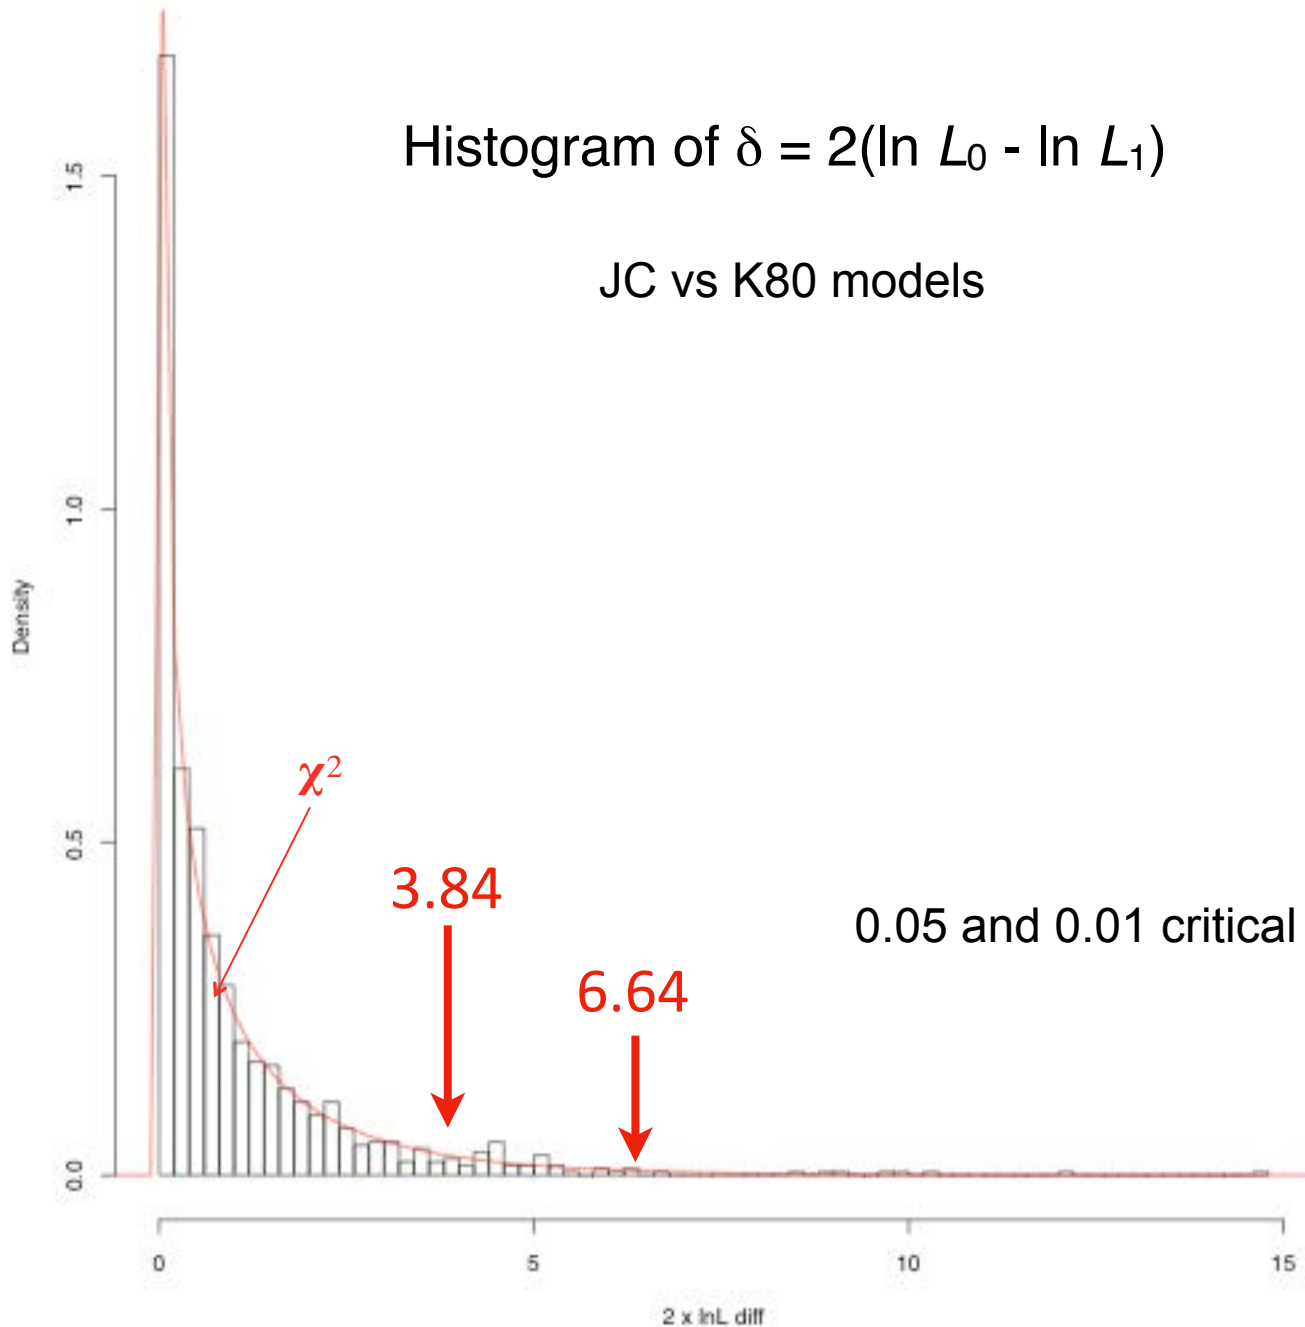 Histogram of δ = 2(ln L₀ - ln L₁)
JC vs K80 models
1.5
1.0
0.5
0.0
Density
χ²
3.84
6.64
0.05 and 0.01 critical
0
5
10
15
2 x lnL diff